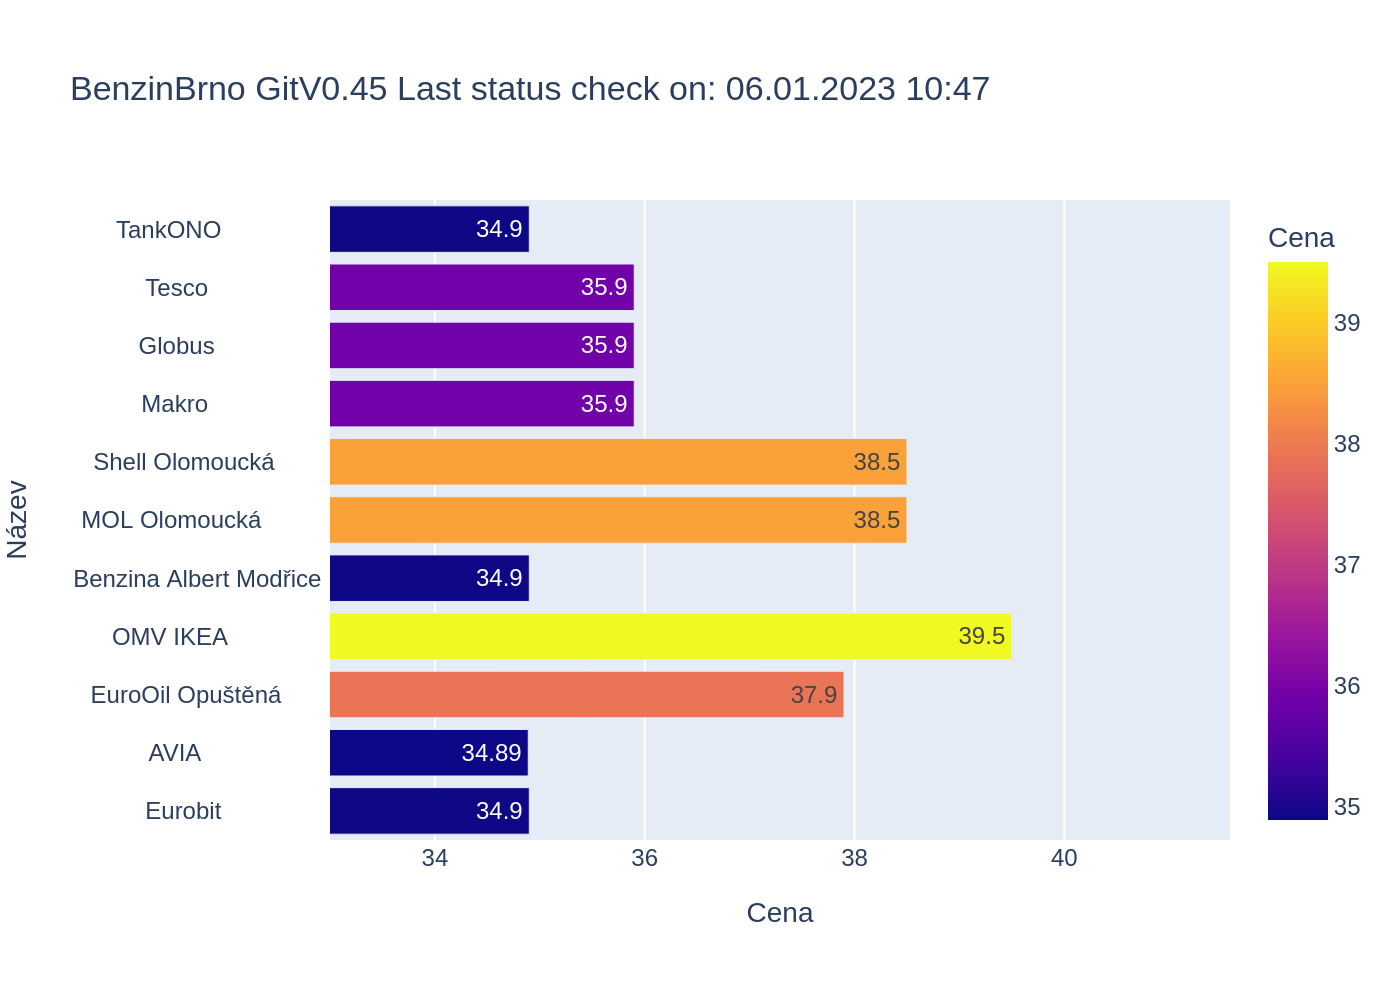 BenzinBrno GitV0.45 Last status check on: 06.01.2023 10:47
Název
TankONO 34.9
Tesco 35.9
Globus 35.9
Makro 35.9
Shell Olomoucká 38.5
MOL Olomoucká 38.5
Benzina Albert Modřice 34.9
OMV IKEA 39.5
EuroOil Opuštěná 37.9
AVIA 34.89
Eurobit 34.9
34 36 38 40
Cena
Cena
39
38
37
36
35